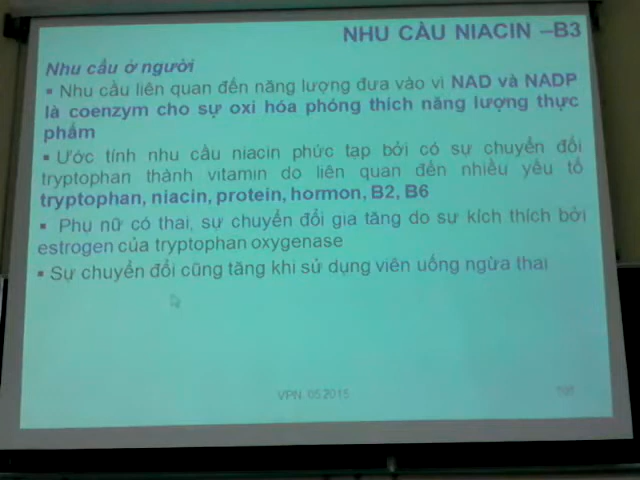 NHU CẦU NIACIN –B3
Nhu cầu ở người
▪ Nhu cầu liên quan đến năng lượng đưa vào vì NAD và NADP
là coenzym cho sự oxi hóa phóng thích năng lượng thực
phẩm
▪ Ước tính nhu cầu niacin phức tạp bởi có sự chuyển đổi
tryptophan thành vitamin do liên quan đến nhiều yếu tố
tryptophan, niacin, protein, hormon, B2, B6
▪ Phụ nữ có thai, sự chuyển đổi gia tăng do sự kích thích bởi
estrogen của tryptophan oxygenase
▪ Sự chuyển đổi cũng tăng khi sử dụng viên uống ngừa thai
VPN. 05.2015